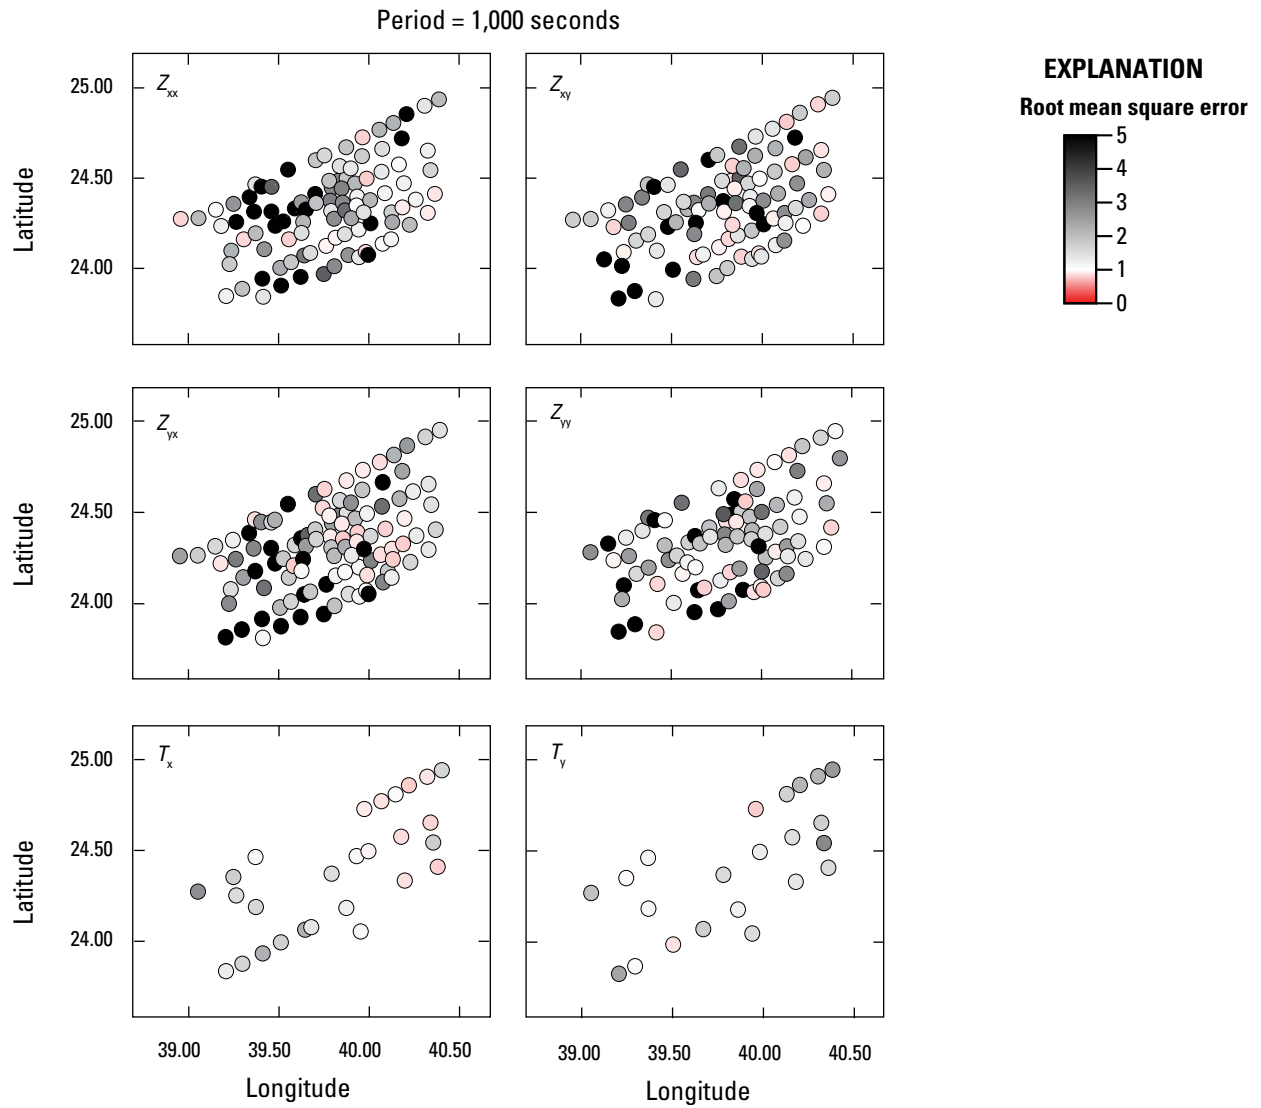 Period = 1,000 seconds
EXPLANATION
Root mean square error
5
4
3
2
1
0
Latitude
25.00
24.50
24.00
Zxx
Zxy
Latitude
25.00
24.50
24.00
Zyx
Zyy
Latitude
25.00
24.50
24.00
Tx
Ty
39.00 39.50 40.00 40.50
39.00 39.50 40.00 40.50
Longitude
Longitude